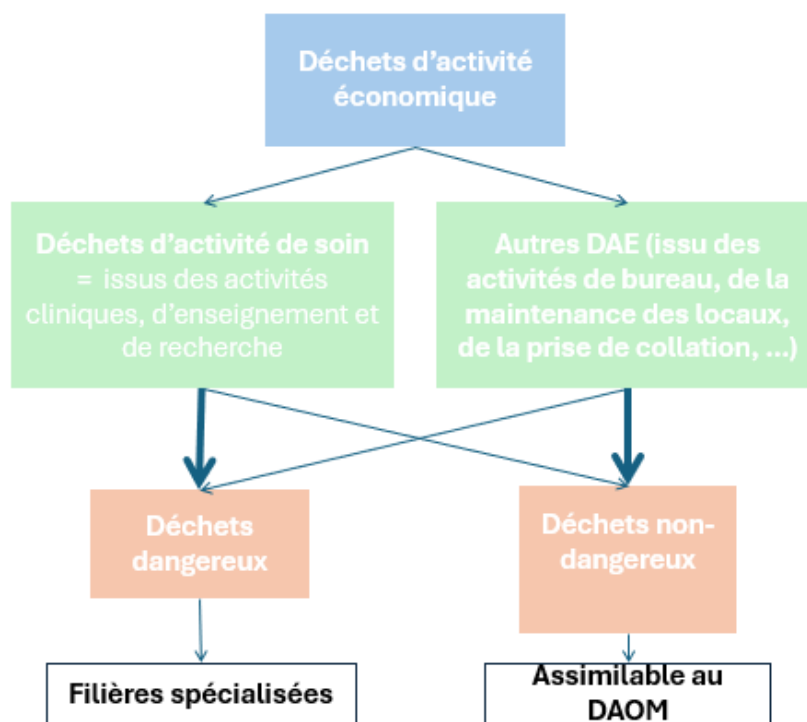 Déchets d’activité
économique
Déchets d’activité de soin
= issus des activités
cliniques, d’enseignement et
de recherche
Autres DAE (issu des
activités de bureau, de la
maintenance des locaux,
de la prise de collation, …)
Déchets
dangereux
Déchets non-
dangereux
Filières spécialisées
Assimilable au
DAOM